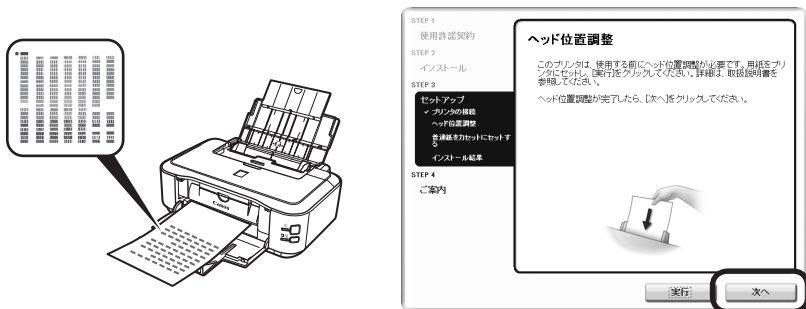 Canon
STEP 1
使用許諾契約
STEP 2
インストール
STEP 3
セットアップ
✓ プリンタの接続
ヘッド位置調整
普通紙をカセットにセットす
る
インストール結果
STEP 4
ご案内
ヘッド位置調整
このプリンタは、使用する前にヘッド位置調整が必要です。用紙をプリ
ンタにセットし、[実行]をクリックしてください。詳細は、取扱説明書を
参照してください。
ヘッド位置調整が完了したら、[次へ]をクリックしてください。
実行
次へ